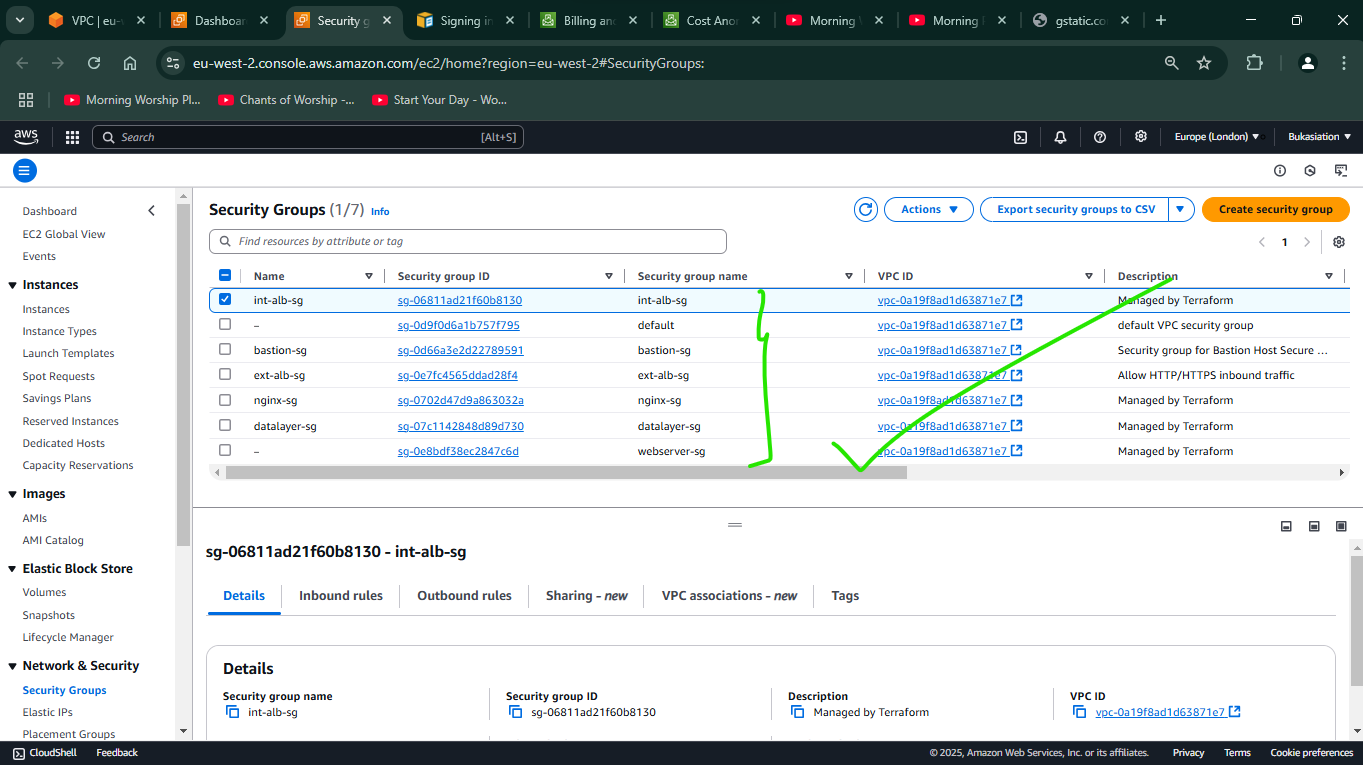 VPC | eu-v
Dashboar
Security g
Signing in
Billing and
Cost Anor
Morning
Morning
gstatic.co
eu-west-2.console.aws.amazon.com/ec2/home?region=eu-west-2#SecurityGroups:
Morning Worship Pl...
Chants of Worship -...
Start Your Day - Wo...
aws
Search
[Alt+S]
Europe (London)
Bukasiation
Dashboard
EC2 Global View
Events
Instances
Instances
Instance Types
Launch Templates
Spot Requests
Savings Plans
Reserved Instances
Dedicated Hosts
Capacity Reservations
Images
AMIs
AMI Catalog
Elastic Block Store
Volumes
Snapshots
Lifecycle Manager
Network & Security
Security Groups
Elastic IPs
Placement Groups
Security Groups (1/7) Info
Actions
Export security groups to CSV
Create security group
Find resources by attribute or tag
1
Name Security group ID Security group name VPC ID Description
int-alb-sg sg-06811ad21f60b8130 int-alb-sg vpc-0a19f8ad1d63871e7 Managed by Terraform
– sg-0d9f0d6a1b757f795 default vpc-0a19f8ad1d63871e7 default VPC security group
bastion-sg sg-0d66a3e2d22789591 bastion-sg vpc-0a19f8ad1d63871e7 Security group for Bastion Host Secure ...
ext-alb-sg sg-0e7fc4565ddad28f4 ext-alb-sg vpc-0a19f8ad1d63871e7 Allow HTTP/HTTPS inbound traffic
nginx-sg sg-0702d47d9a863032a nginx-sg vpc-0a19f8ad1d63871e7 Managed by Terraform
datalayer-sg sg-07c1142848d89d730 datalayer-sg vpc-0a19f8ad1d63871e7 Managed by Terraform
– sg-0e8bdf38ec2847c6d webserver-sg vpc-0a19f8ad1d63871e7 Managed by Terraform
sg-06811ad21f60b8130 - int-alb-sg
Details
Inbound rules
Outbound rules
Sharing - new
VPC associations - new
Tags
Details
Security group name Security group ID Description VPC ID
int-alb-sg sg-06811ad21f60b8130 Managed by Terraform vpc-0a19f8ad1d63871e7
CloudShell
Feedback
© 2025, Amazon Web Services, Inc. or its affiliates.
Privacy
Terms
Cookie preferences